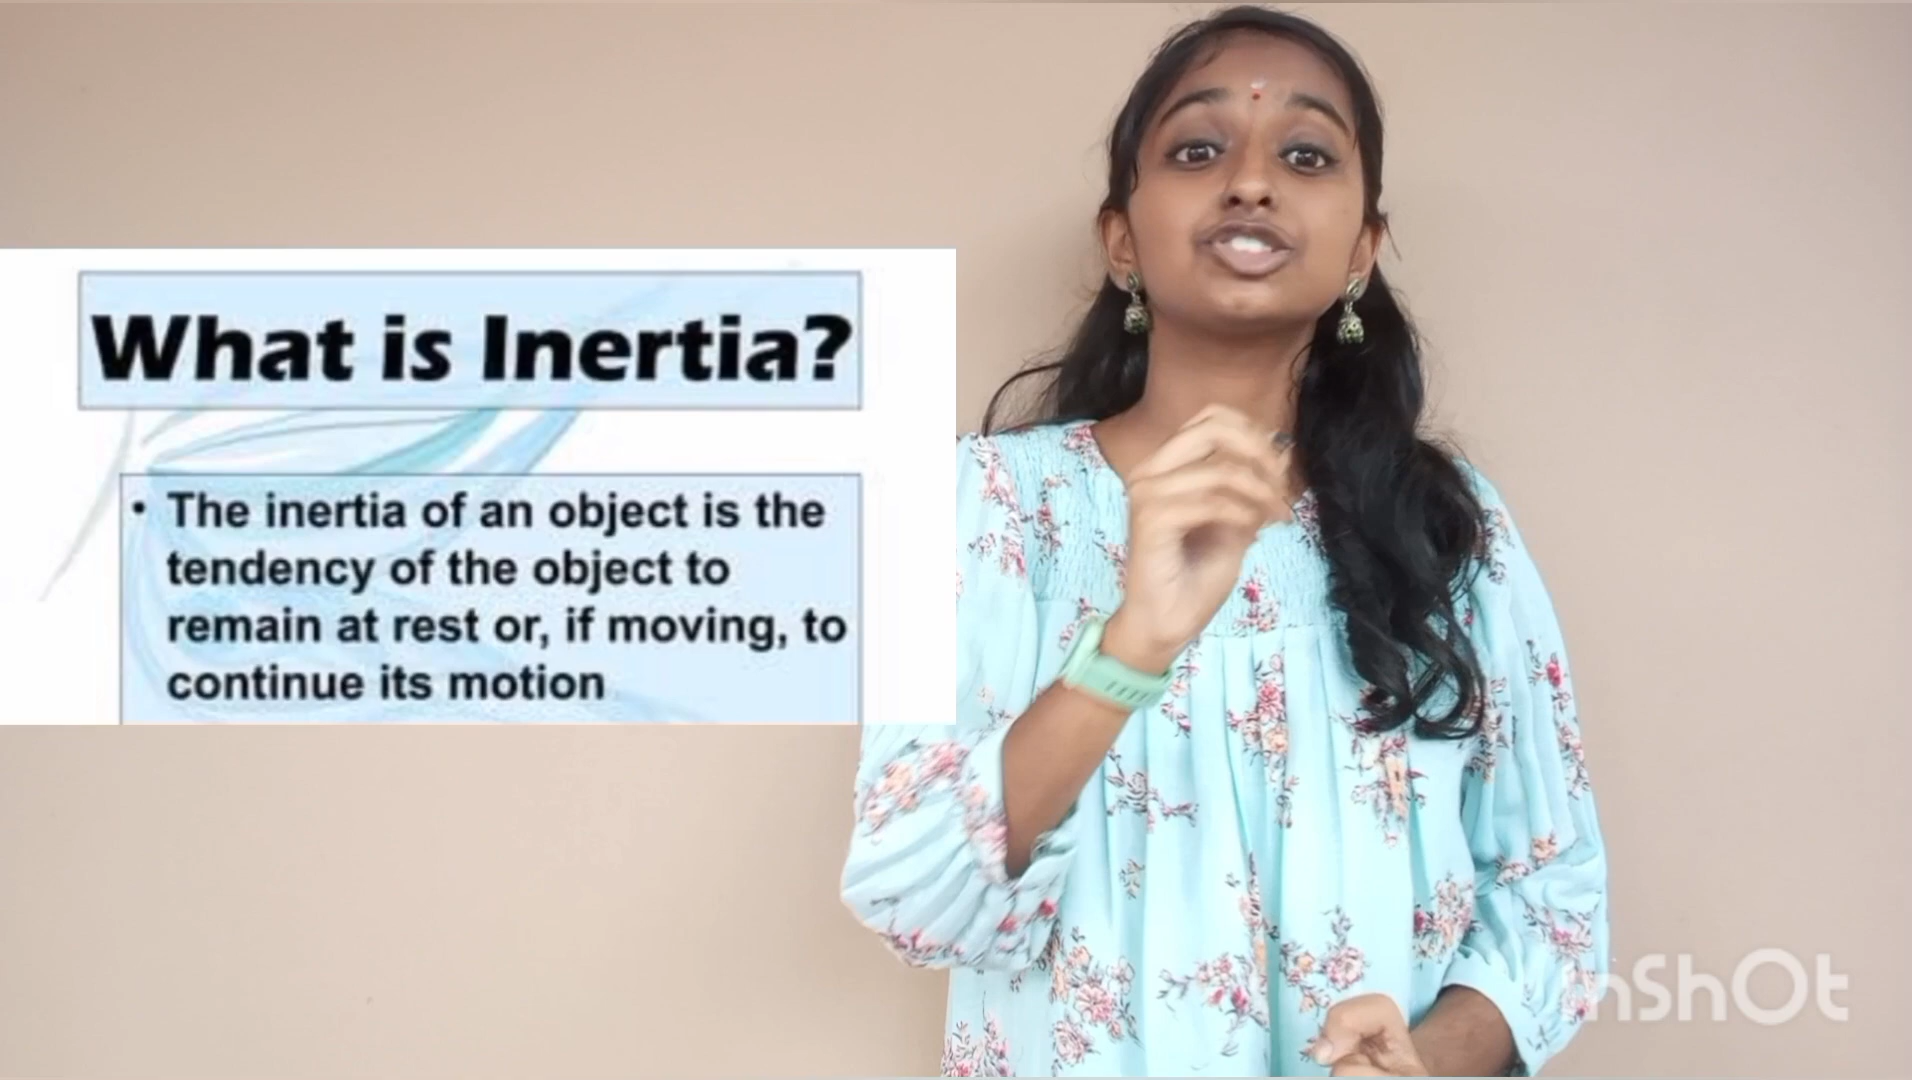 What is Inertia?
• The inertia of an object is the
tendency of the object to
remain at rest or, if moving, to
continue its motion
InShOt